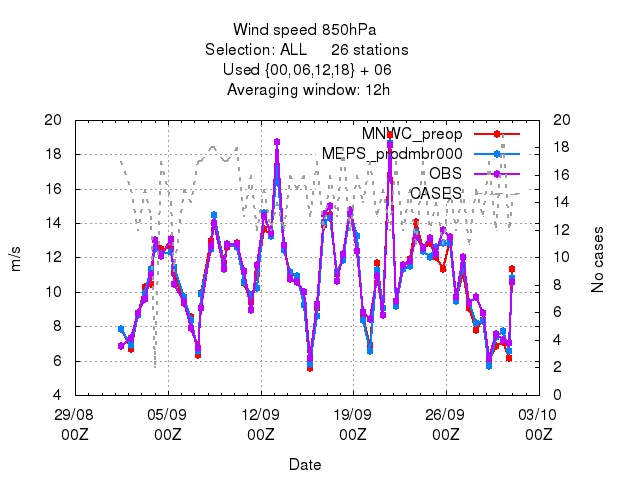 Wind speed 850hPa
Selection: ALL 26 stations
Used {00,06,12,18} + 06
Averaging window: 12h
20 20
18 18
16 16
14 14
12 12
10 10
8 8
6 6
4 4
2
0
MNWC_preop
MEPS_prodmbr000
OBS
CASES
m/s
No cases
29/08 05/09 12/09 19/09 26/09 03/10
00Z 00Z 00Z 00Z 00Z 00Z
Date